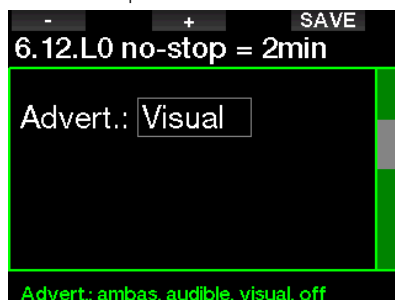 - + SAVE
6.12.L0 no-stop = 2min
Advert.: Visual
Advert.: ambas, audible, visual, off